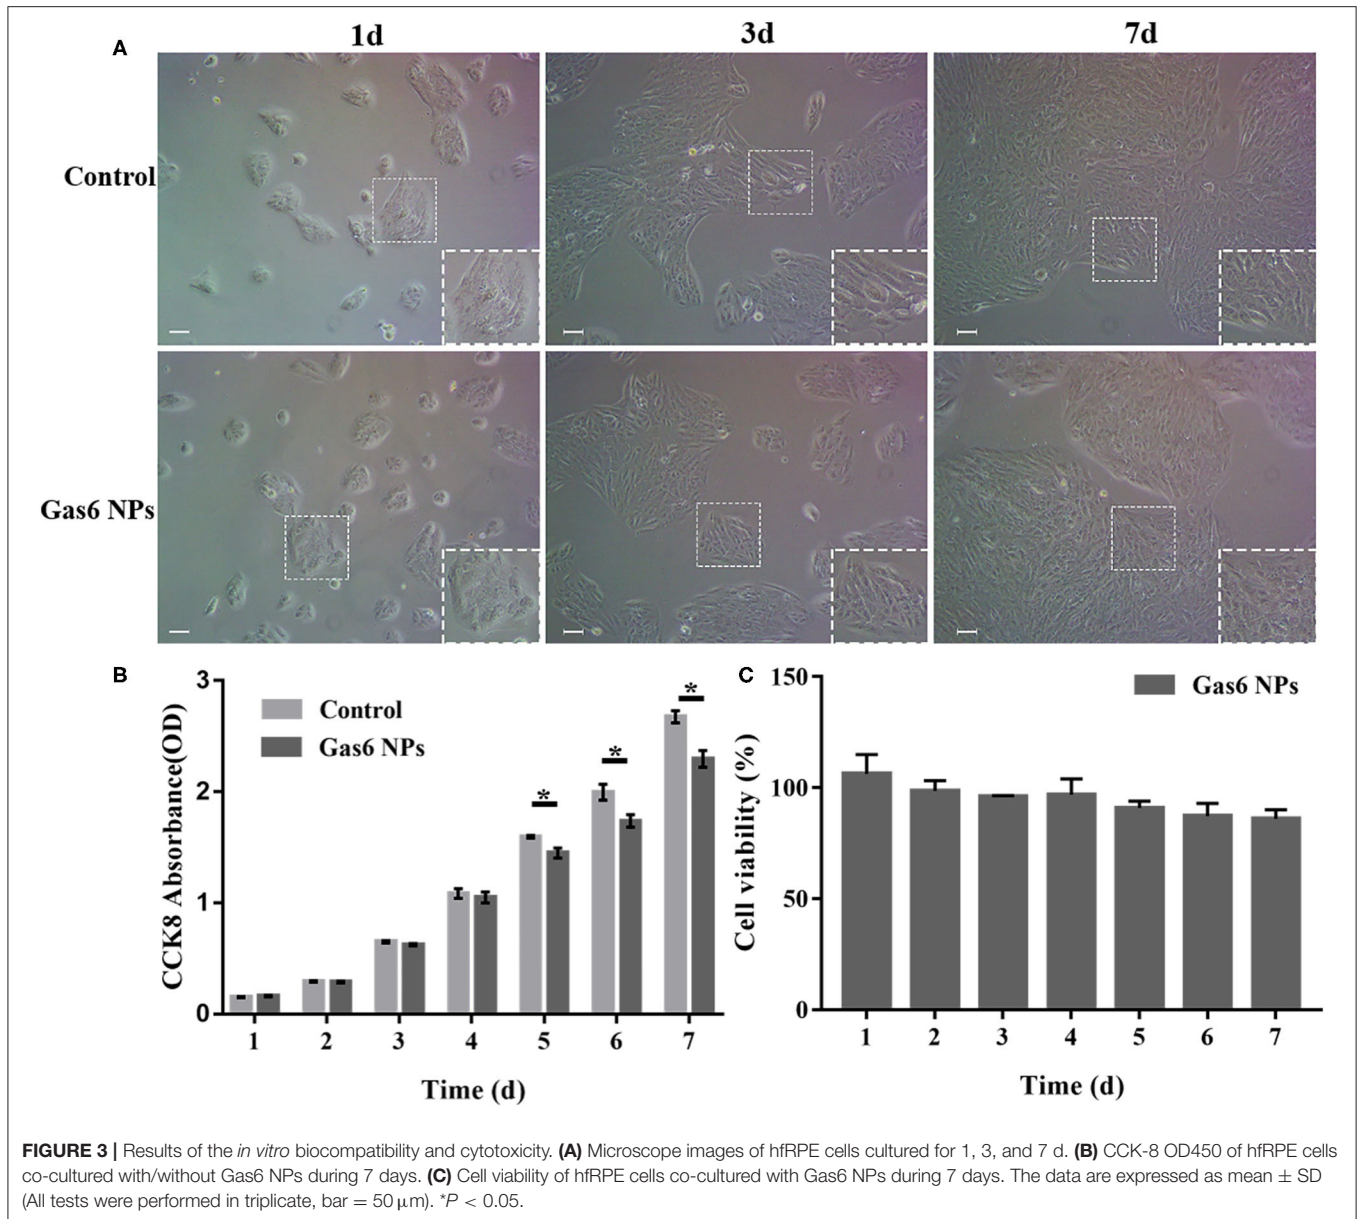 A
1d
3d
7d
Control
Gas6 NPs
B
3
2
1
0
CCK8 Absorbance(OD)
Control
Gas6 NPs
*
*
*
1 2 3 4 5 6 7
Time (d)
C
150
100
50
0
Cell viability (%)
Gas6 NPs
1 2 3 4 5 6 7
Time (d)
FIGURE 3 | Results of the in vitro biocompatibility and cytotoxicity. (A) Microscope images of hfRPE cells cultured for 1, 3, and 7 d. (B) CCK-8 OD450 of hfRPE cells
co-cultured with/without Gas6 NPs during 7 days. (C) Cell viability of hfRPE cells co-cultured with Gas6 NPs during 7 days. The data are expressed as mean ± SD
(All tests were performed in triplicate, bar = 50 μm). *P < 0.05.